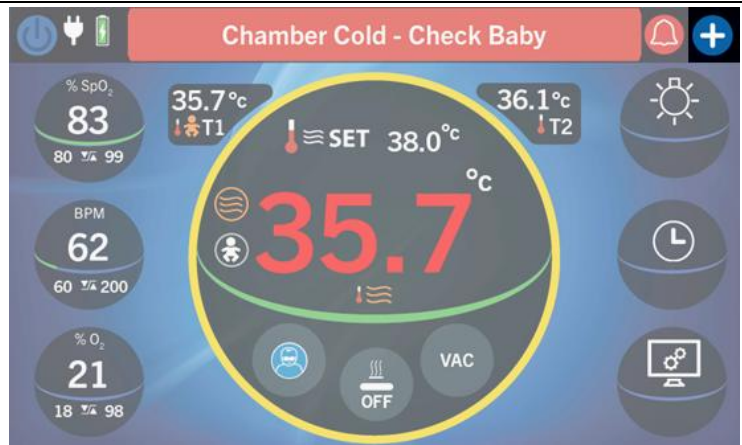 Chamber Cold - Check Baby
% SpO₂
83
80 99
BPM
62
60 200
% O₂
21
18 98
35.7°c
T1
36.1°c
T2
SET 38.0°c
35.7°c
VAC
OFF